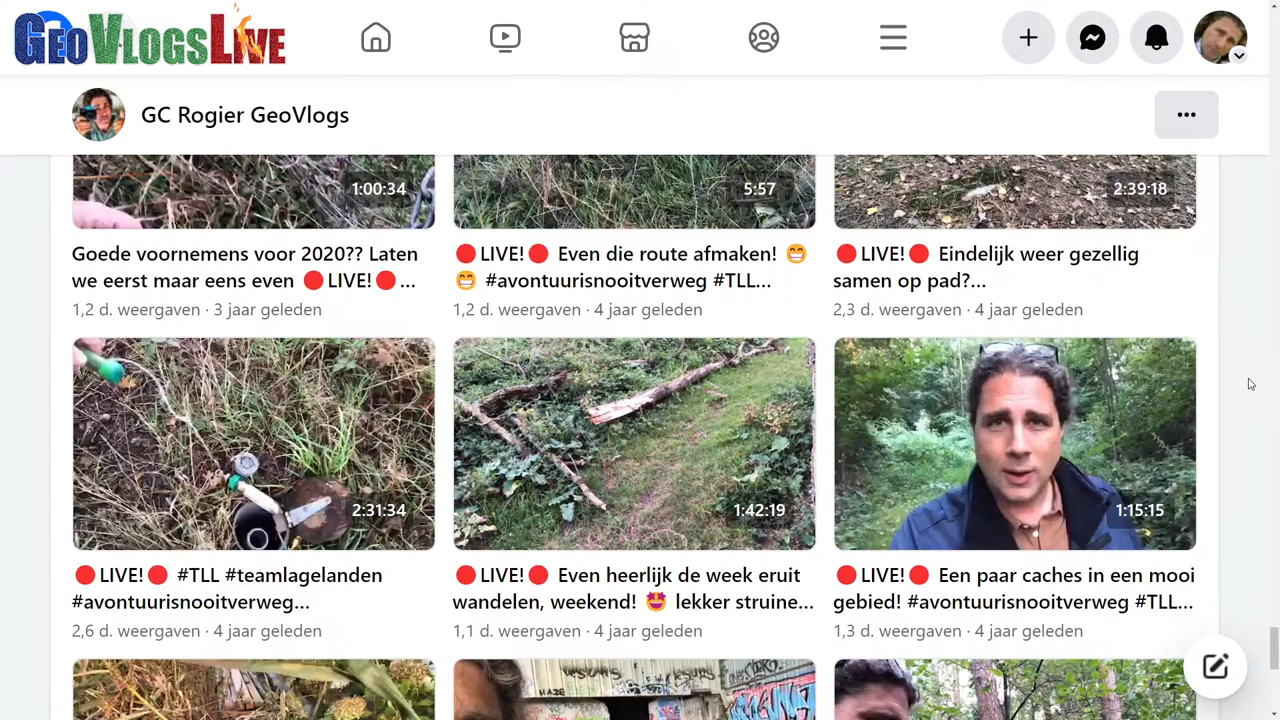 GEOVLOGSLIVE
GC Rogier GeoVlogs
1:00:34
5:57
2:39:18
Goede voornemens voor 2020?? Laten
we eerst maar eens even 🔴LIVE!🔴...
1,2 d. weergaven · 3 jaar geleden
🔴LIVE!🔴 Even die route afmaken! 😁
😁 #avontuurisnooitverweg #TLL...
1,2 d. weergaven · 4 jaar geleden
🔴LIVE!🔴 Eindelijk weer gezellig
samen op pad?...
2,3 d. weergaven · 4 jaar geleden
2:31:34
1:42:19
1:15:15
🔴LIVE!🔴 #TLL #teamlagelanden
#avontuurisnooitverweg...
2,6 d. weergaven · 4 jaar geleden
🔴LIVE!🔴 Even heerlijk de week eruit
wandelen, weekend! 🤩 lekker struine...
1,1 d. weergaven · 4 jaar geleden
🔴LIVE!🔴 Een paar caches in een mooi
gebied! #avontuurisnooitverweg #TLL...
1,3 d. weergaven · 4 jaar geleden
HAZE